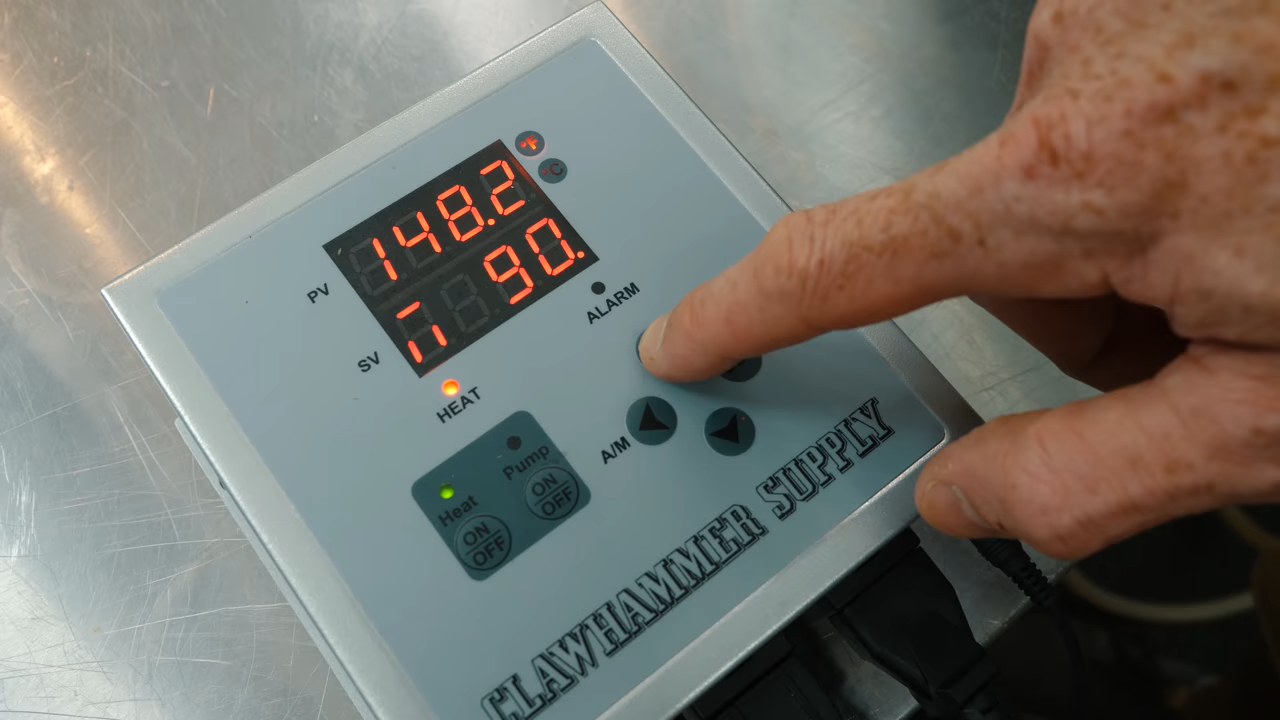 °F
°C
148.2
PV
90.
SV
ALARM
HEAT
A/M
Pump
ON
OFF
Heat
ON
OFF
CLAWHAMMER SUPPLY